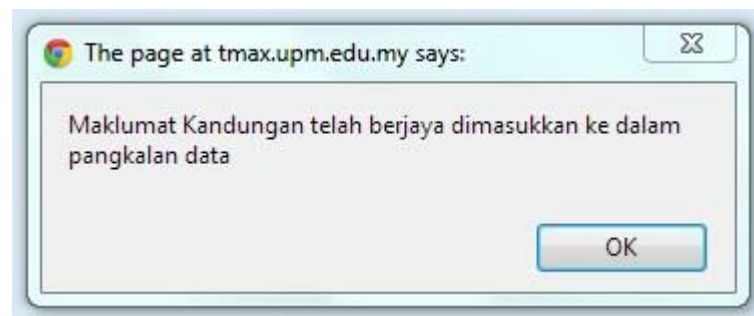 The page at tmax.upm.edu.my says:
Maklumat Kandungan telah berjaya dimasukkan ke dalam
pangkalan data
OK